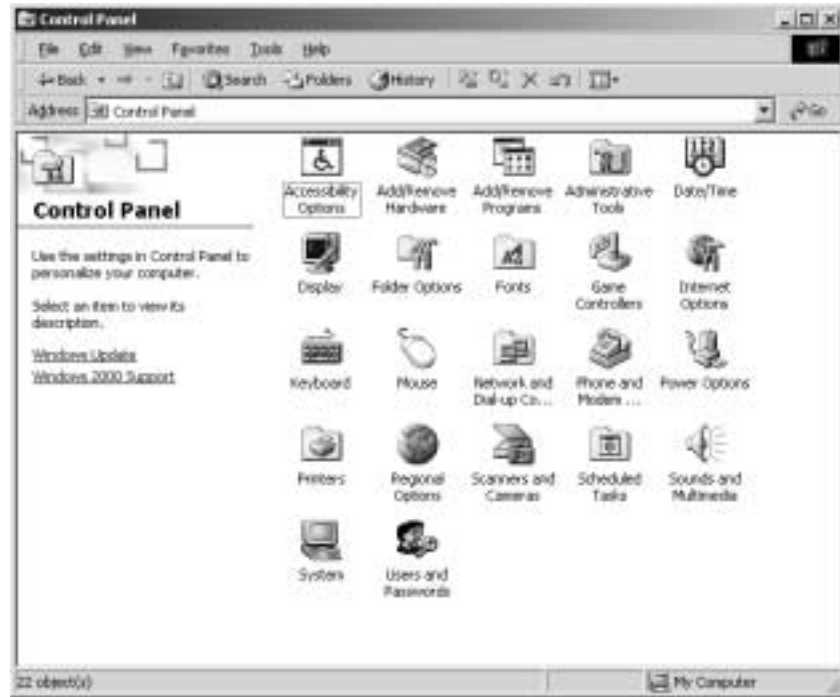 Control Panel
File Edit View Favorites Tools Help
Back Search Folders History
Address Control Panel Go
Control Panel
Use the settings in Control Panel to
personalize your computer.
Select an item to view its
description.
Windows Update
Windows 2000 Support
Accessibility
Options
Add/Remove
Hardware
Add/Remove
Programs
Administrative
Tools
Date/Time
Display
Folder Options
Fonts
Game
Controllers
Internet
Options
Keyboard
Mouse
Network and
Dial-up Co...
Phone and
Modem ...
Power Options
Printers
Regional
Options
Scanners and
Cameras
Scheduled
Tasks
Sounds and
Multimedia
System
Users and
Passwords
22 object(s) My Computer